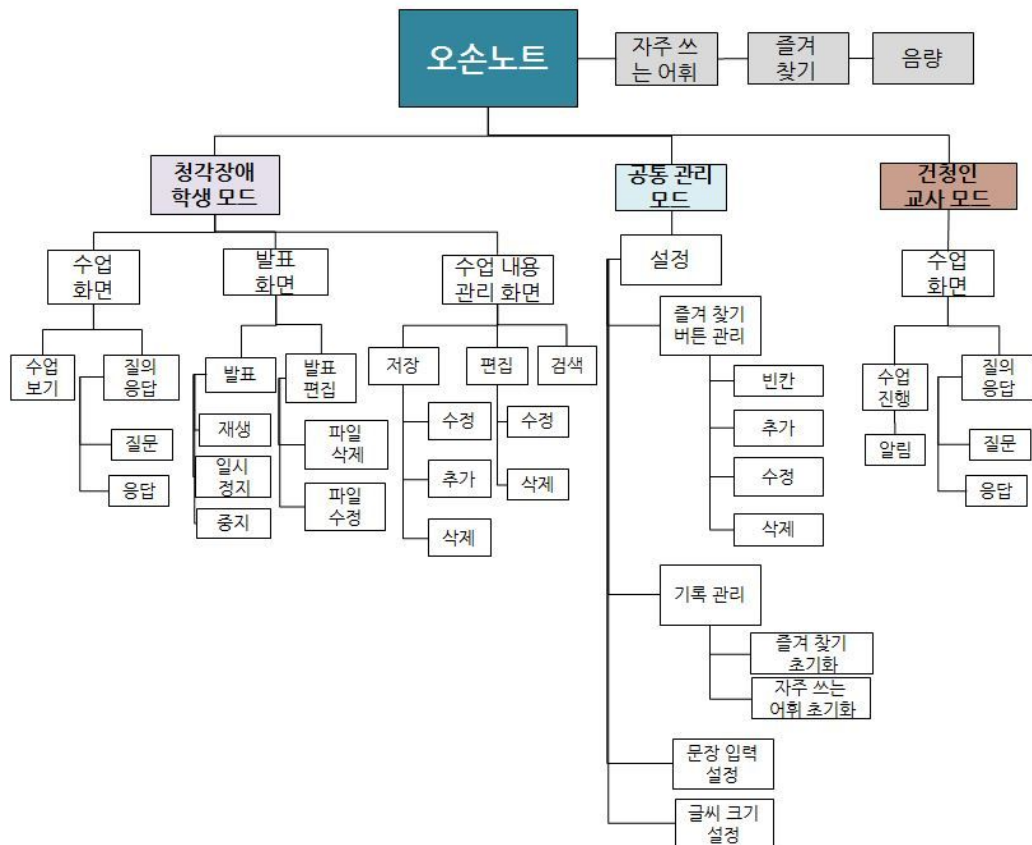 오손노트
자주 쓰
는 어휘
즐겨
찾기
음량
청각장애
학생 모드
공통 관리
모드
건청인
교사 모드
수업
화면
발표
화면
수업 내용
관리 화면
설정
수업
화면
수업
보기
질의
응답
질문
응답
발표
재생
일시
정지
중지
발표
편집
파일
삭제
파일
수정
저장
수정
추가
삭제
편집
수정
삭제
검색
즐겨 찾기
버튼 관리
빈칸
추가
수정
삭제
기록 관리
즐겨 찾기
초기화
자주 쓰는
어휘 초기화
문장 입력
설정
글씨 크기
설정
수업
진행
알림
질의
응답
질문
응답